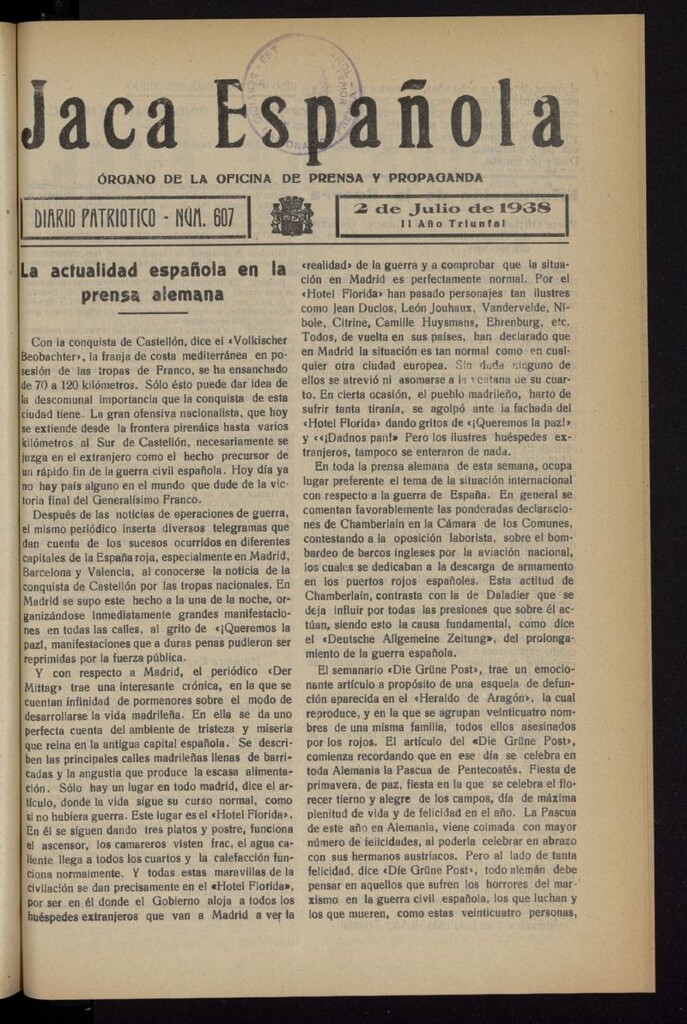 Jaca Española
ÓRGANO DE LA OFICINA DE PRENSA Y PROPAGANDA
DIARIO PATRIOTICO - NÚM. 607
2 de Julio de 1938
II Año Triunfal
La actualidad española en la
prensa alemana
Con la conquista de Castellón, dice el «Volkischer
Beobachter», la franja de costa mediterránea en po-
sesión de las tropas de Franco, se ha ensanchado
de 70 a 120 kilómetros. Sólo ésto puede dar idea de
la descomunal importancia que la conquista de esta
ciudad tiene. La gran ofensiva nacionalista, que hoy
se extiende desde la frontera pirenáica hasta varios
kilómetros al Sur de Castellón, necesariamente se
juzga en el extranjero como el hecho precursor de
un rápido fin de la guerra civil española. Hoy día ya
no hay país alguno en el mundo que dude de la vic-
toria final del Generalísimo Franco.
Después de las noticias de operaciones de guerra,
el mismo periódico inserta diversos telegramas que
dan cuenta de los sucesos ocurridos en diferentes
capitales de la España roja, especialmente en Madrid,
Barcelona y Valencia, al conocerse la noticia de la
conquista de Castellón por las tropas nacionales. En
Madrid se supo este hecho a la una de la noche, or-
ganizándose inmediatamente grandes manifestacio-
nes en todas las calles, al grito de «¡Queremos la
paz!, manifestaciones que a duras penas pudieron ser
reprimidas por la fuerza pública.
Y con respecto a Madrid, el periódico «Der
Mittag» trae una interesante crónica, en la que se
cuentan infinidad de pormenores sobre el modo de
desarrollarse la vida madrileña. En ella se da uno
perfecta cuenta del ambiente de tristeza y miseria
que reina en la antigua capital española. Se descri-
ben las principales calles madrileñas llenas de barri-
cadas y la angustia que produce la escasa alimenta-
ción. Sólo hay un lugar en todo madrid, dice el ar-
tículo, donde la vida sigue su curso normal, como
si no hubiera guerra. Este lugar es el «Hotel Florida».
En él se siguen dando tres platos y postre, funciona
el ascensor, los camareros visten frac, el agua ca-
liente llega a todos los cuartos y la calefacción fun-
ciona normalmente. Y todas estas maravillas de la
civilación se dan precisamente en el «Hotel Florida»,
por ser en él donde el Gobierno aloja a todos los
huéspedes extranjeros que van a Madrid a ver la
«realidad» de la guerra y a comprobar que la situa-
ción en Madrid es perfectamente normal. Por el
«Hotel Florida» han pasado personajes tan ilustres
como Jean Duclos, León Jouhaux, Vandervelde, Ni-
bole, Citrine, Camille Huysmans, Ehrenburg, etc.
Todos, de vuelta en sus países, han declarado que
en Madrid la situación es tan normal como en cual-
quier otra ciudad europea. Sin duda ninguno de
ellos se atrevió ni asomarse a la ventana de su cuar-
to. En cierta ocasión, el pueblo madrileño, harto de
sufrir tanta tiranía, se agolpó ante la fachada del
«Hotel Florida» dando gritos de «¡Queremos la paz!»
y ««¡Dadnos pan!» Pero los ilustres huéspedes ex-
tranjeros, tampoco se enteraron de nada.
En toda la prensa alemana de esta semana, ocupa
lugar preferente el tema de la situación internacional
con respecto a la guerra de España. En general se
comentan favorablemente las ponderadas declaracio-
nes de Chamberlain en la Cámara de los Comunes,
contestando a la oposición laborista, sobre el bom-
bardeo de barcos ingleses por la aviación nacional,
los cuales se dedicaban a la descarga de armamento
en los puertos rojos españoles. Esta actitud de
Chamberlain, contrasta con la de Daladier que se
deja influir por todas las presiones que sobre él ac-
túan, siendo esto la causa fundamental, como dice
el «Deutsche Allgemeine Zeitung», del prolonga-
miento de la guerra española.
El semanario «Die Grüne Post», trae un emocio-
nante artículo a propósito de una esquela de defun-
ción aparecida en el «Heraldo de Aragón», la cual
reproduce, y en la que se agrupan veinticuatro nom-
bres de una misma familia, todos ellos asesinados
por los rojos. El artículo del «Die Grüne Post»,
comienza recordando que en ese día se celebra en
toda Alemania la Pascua de Pentecostés. Fiesta de
primavera, de paz, fiesta en la que se celebra el flo-
recer tierno y alegre de los campos, día de máxima
plenitud de vida y de felicidad en el año. La Pascua
de este año en Alemania, viene colmada con mayor
número de felicidades, al poderla celebrar en abrazo
con sus hermanos austriacos. Pero al lado de tanta
felicidad, dice «Die Grüne Post», todo alemán debe
pensar en aquellos que sufren los horrores del mar-
xismo en la guerra civil española, los que luchan y
los que mueren, como estas veinticuatro personas,